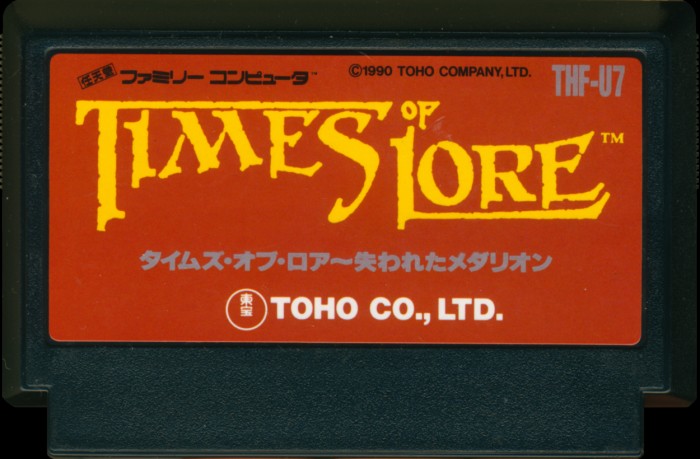 任天堂 ファミリー コンピュータ™
©1990 TOHO COMPANY,LTD.
THF-U7
TIMES OF LORE™
タイムズ・オブ・ロア～失われたメダリオン
東宝 TOHO CO., LTD.